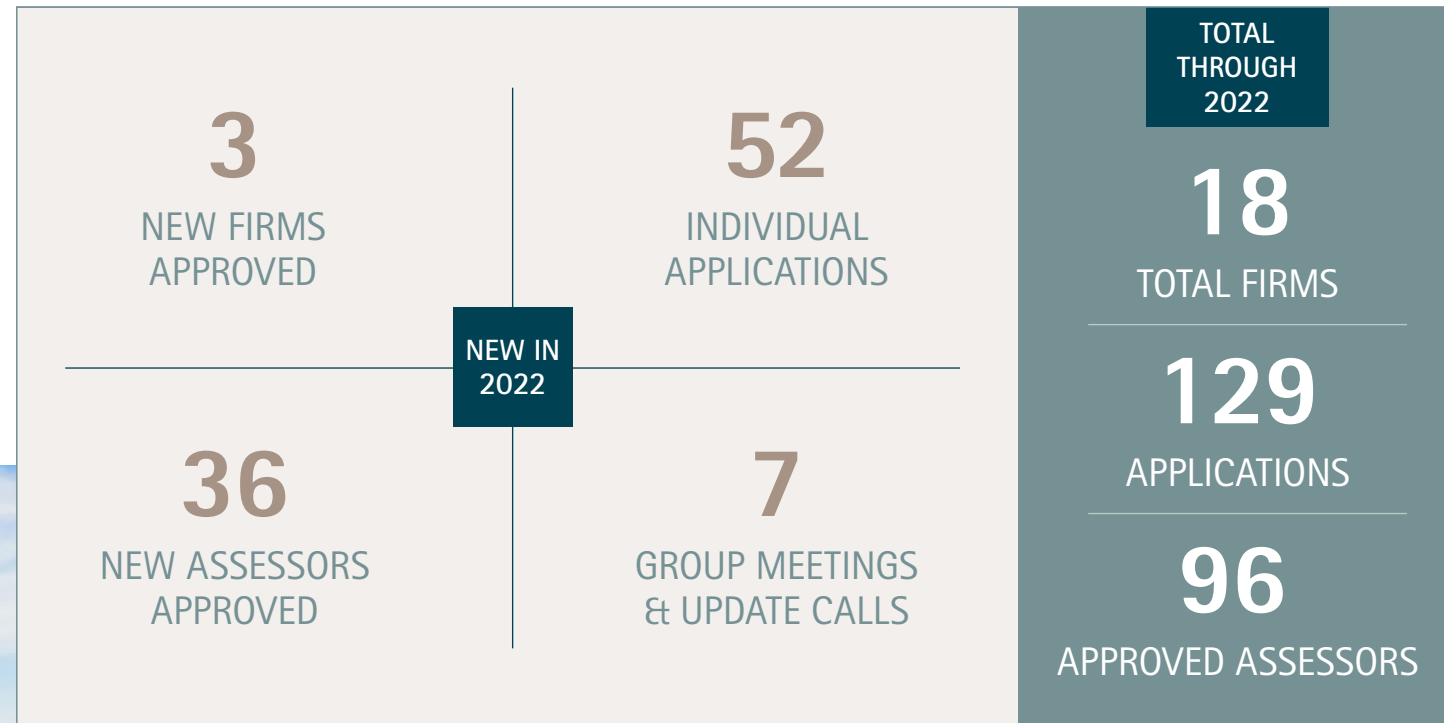 3
NEW FIRMS
APPROVED
52
INDIVIDUAL
APPLICATIONS
NEW IN
2022
36
NEW ASSESSORS
APPROVED
7
GROUP MEETINGS
& UPDATE CALLS
TOTAL
THROUGH
2022
18
TOTAL FIRMS
129
APPLICATIONS
96
APPROVED ASSESSORS